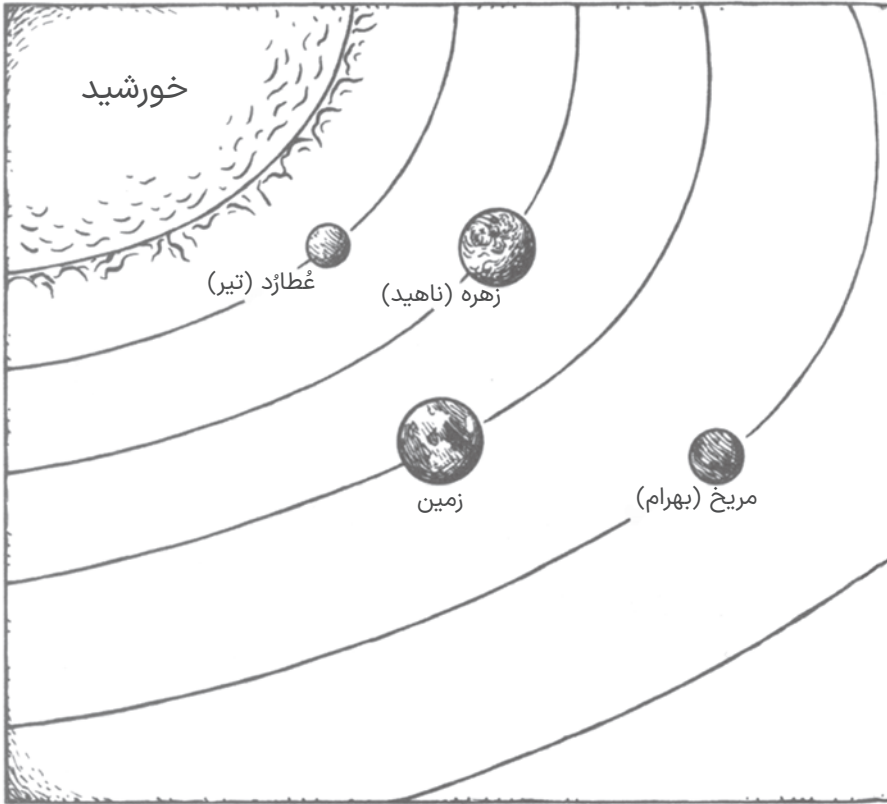 خورشید
عُطارُد (تیر)
زهره (ناهید)
زمین
مریخ (بهرام)